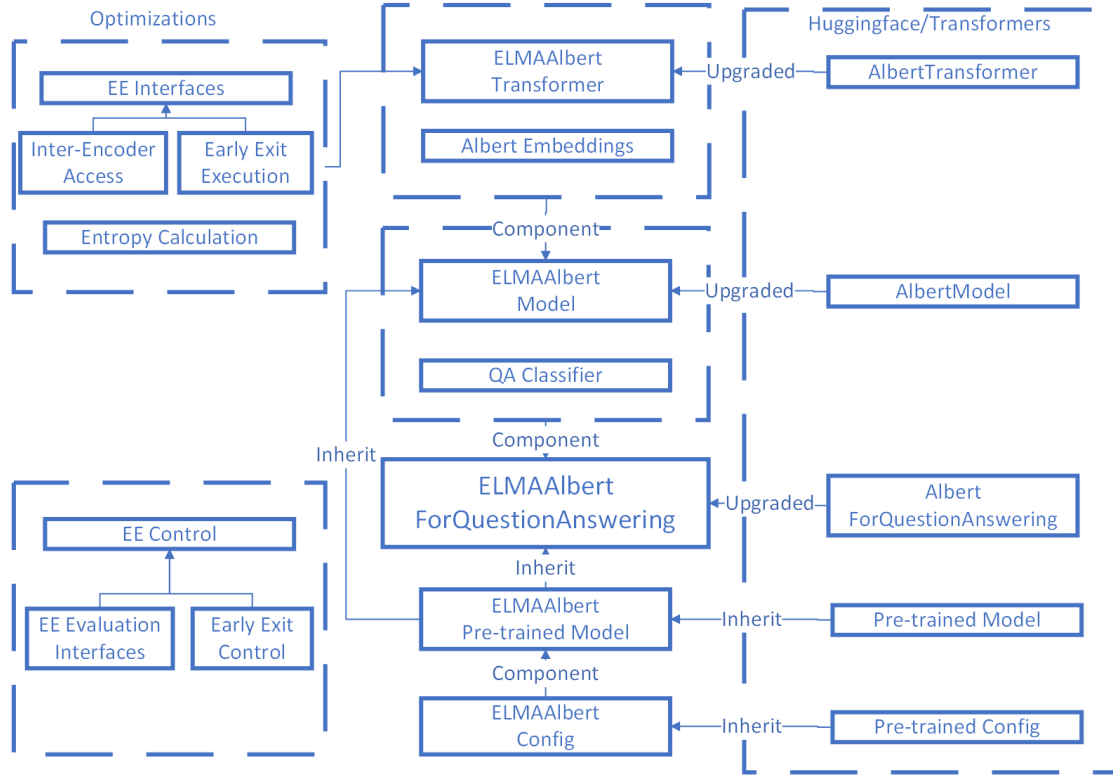 Optimizations
EE Interfaces
Inter-Encoder
Access
Early Exit
Execution
Entropy Calculation
EE Control
EE Evaluation
Interfaces
Early Exit
Control
ELMAAlbert
Transformer
Albert Embeddings
Component
ELMAAlbert
Model
QA Classifier
Component
Inherit
ELMAAlbert
ForQuestionAnswering
Inherit
ELMAAlbert
Pre-trained Model
Component
ELMAAlbert
Config
Huggingface/Transformers
Upgraded
AlbertTransformer
Upgraded
AlbertModel
Upgraded
Albert
ForQuestionAnswering
Inherit
Pre-trained Model
Inherit
Pre-trained Config